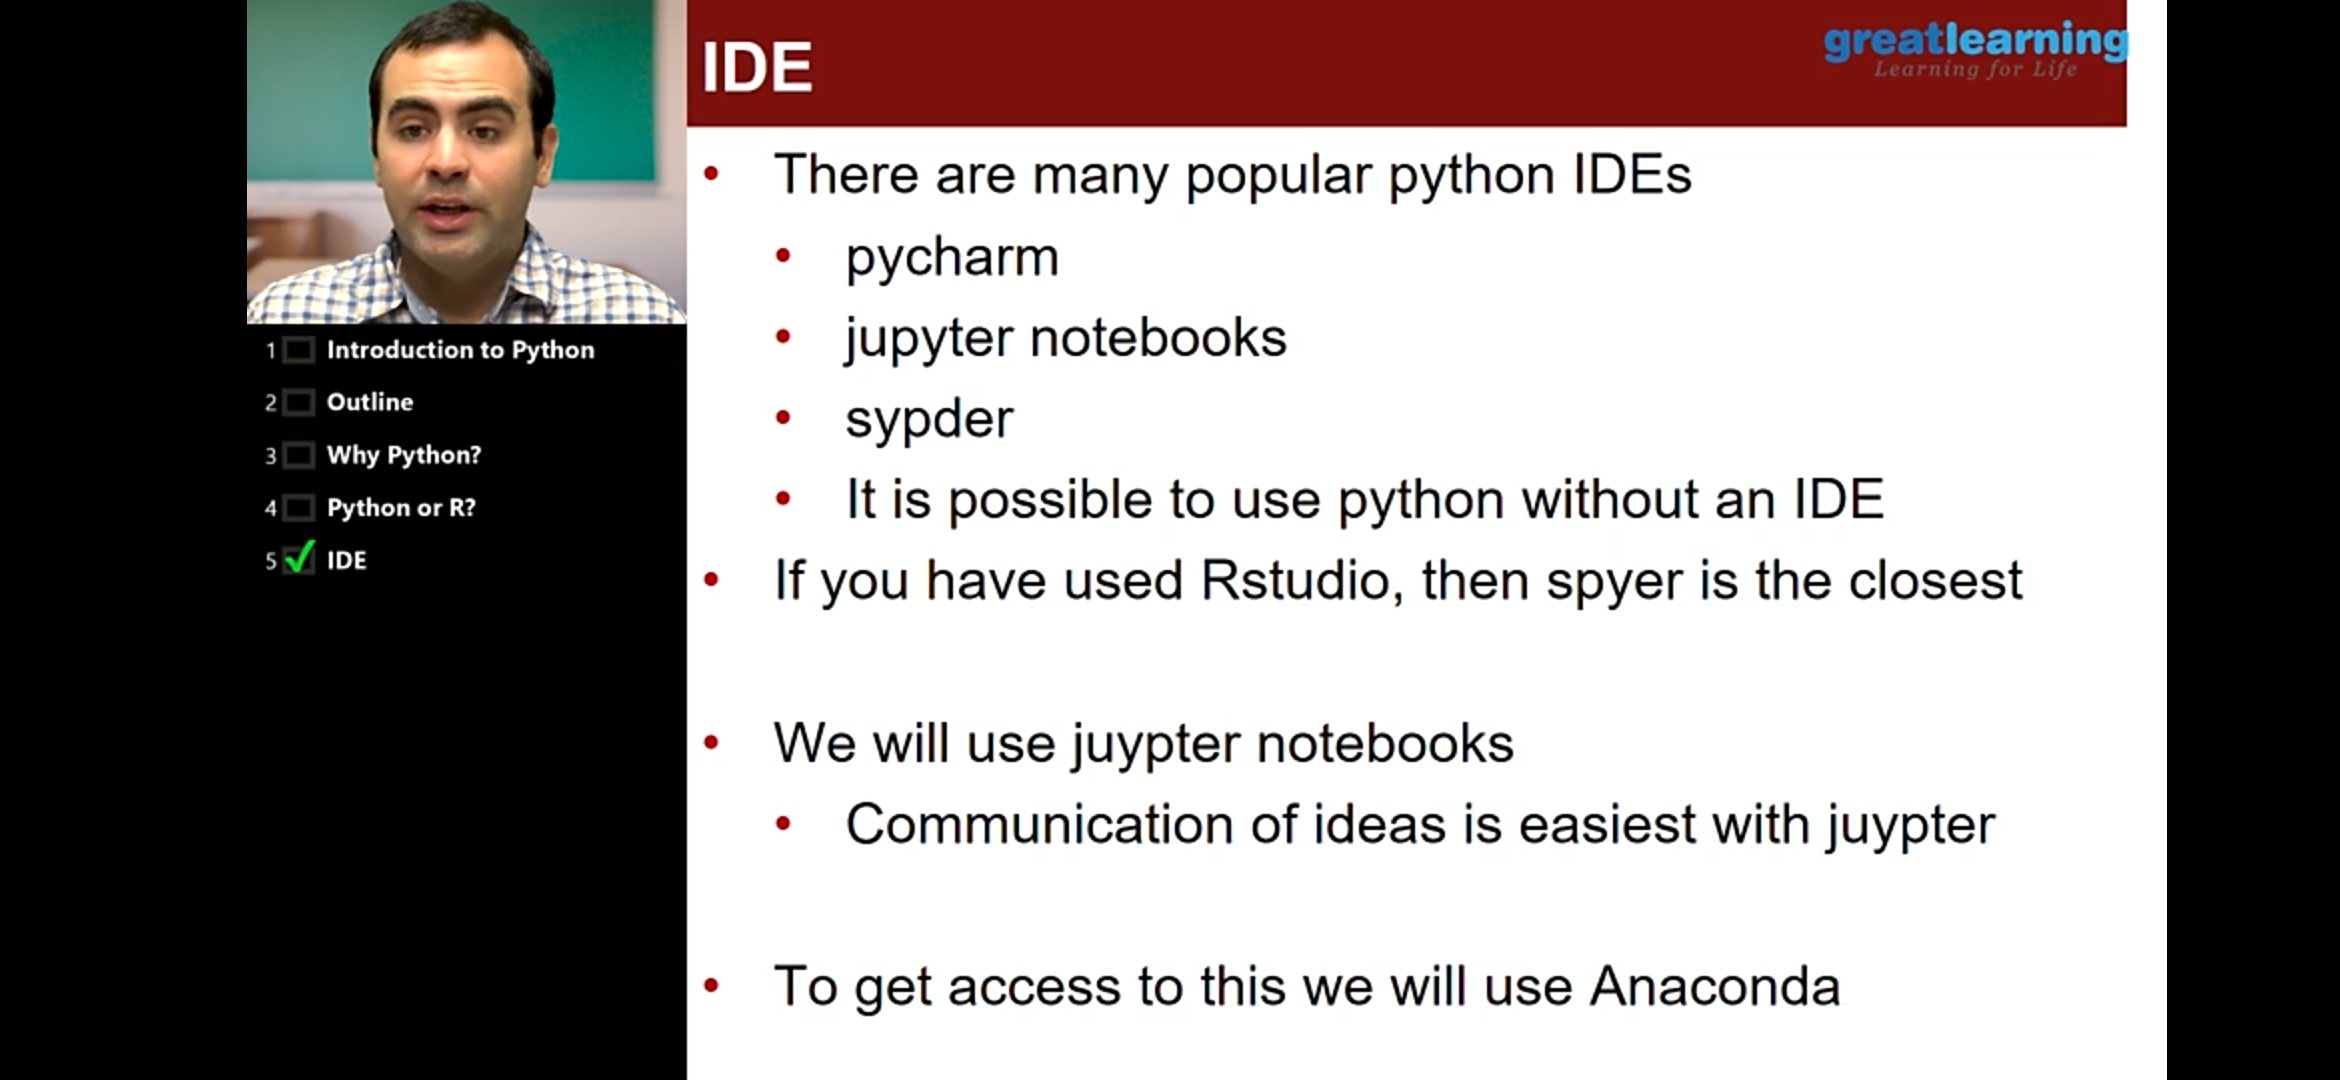 IDE
greatlearning
Learning for Life
1 Introduction to Python
2 Outline
3 Why Python?
4 Python or R?
5 IDE
• There are many popular python IDEs
• pycharm
• jupyter notebooks
• sypder
• It is possible to use python without an IDE
• If you have used Rstudio, then spyer is the closest
• We will use juypter notebooks
• Communication of ideas is easiest with juypter
• To get access to this we will use Anaconda